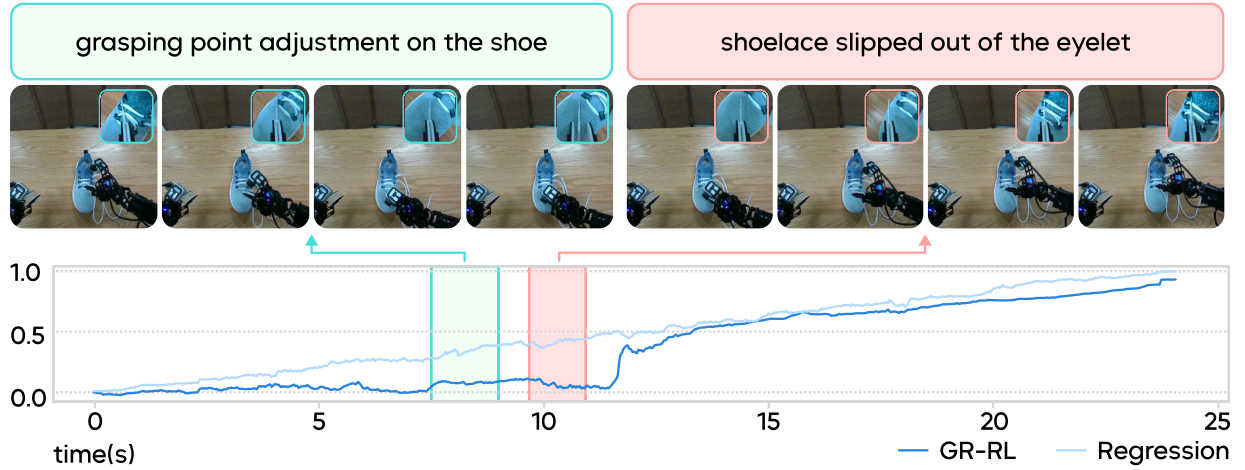 grasping point adjustment on the shoe
shoelace slipped out of the eyelet
1.0
0.5
0.0
0 5 10 15 20 25
time(s)
GR-RL Regression